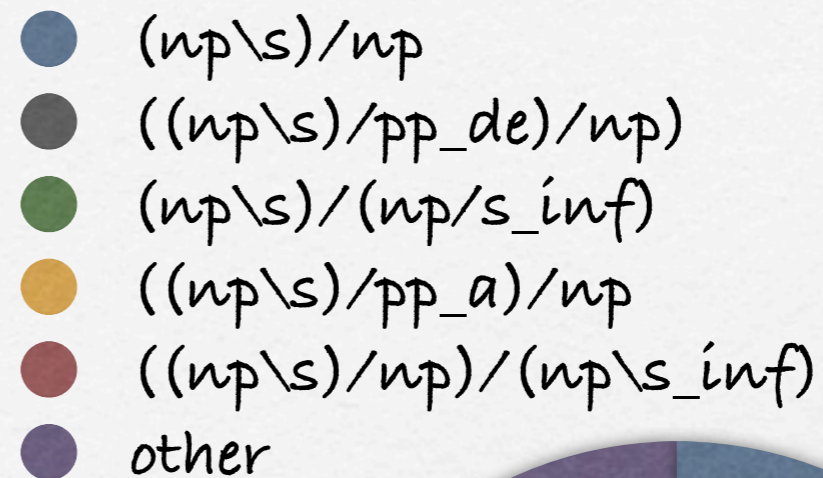 (np\s)/np
((np\s)/pp_de)/np)
(np\s)/(np/s_inf)
((np\s)/pp_a)/np
((np\s)/np)/(np\s_inf)
other